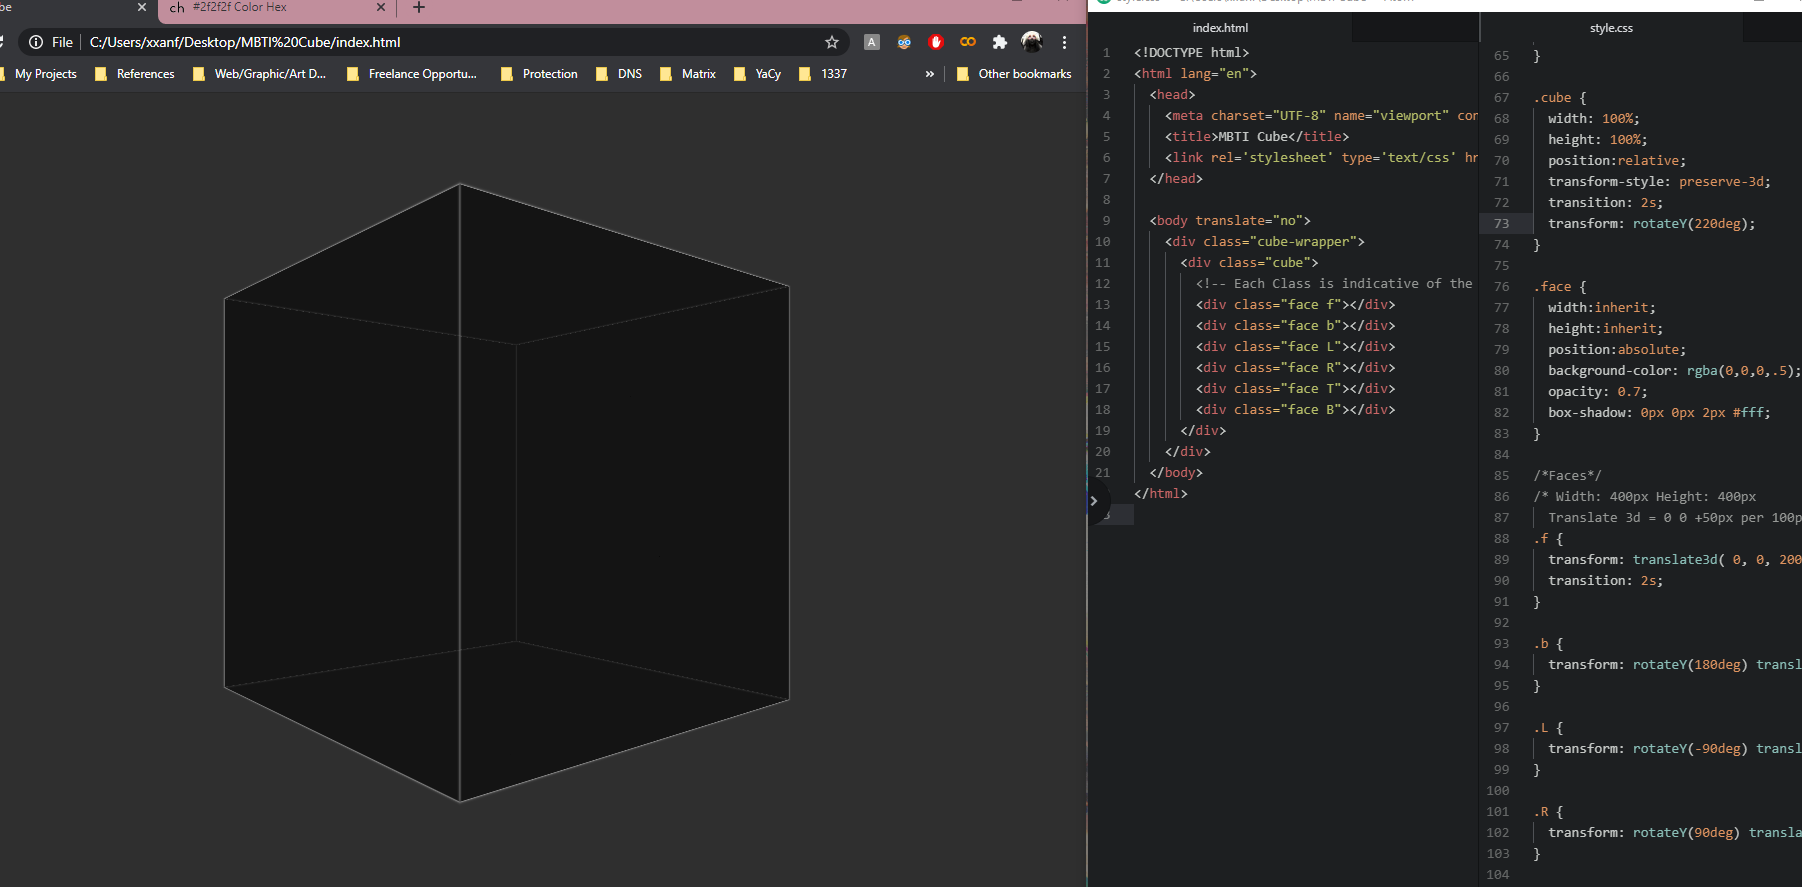 be
#2f2f2f Color Hex
File
C:/Users/xxanf/Desktop/MBTI%20Cube/index.html
My Projects
References
Web/Graphic/Art D...
Freelance Opportu...
Protection
DNS
Matrix
YaCy
1337
»
Other bookmarks
index.html
1 <!DOCTYPE html>
2 <html lang="en">
3 <head>
4 <meta charset="UTF-8" name="viewport" con
5 <title>MBTI Cube</title>
6 <link rel='stylesheet' type='text/css' hr
7 </head>
8
9 <body translate="no">
10 <div class="cube-wrapper">
11 <div class="cube">
12 <!-- Each Class is indicative of the
13 <div class="face f"></div>
14 <div class="face b"></div>
15 <div class="face L"></div>
16 <div class="face R"></div>
17 <div class="face T"></div>
18 <div class="face B"></div>
19 </div>
20 </div>
21 </body>
</html>
style.css
65 }
66
67 .cube {
68 width: 100%;
69 height: 100%;
70 position:relative;
71 transform-style: preserve-3d;
72 transition: 2s;
73 transform: rotateY(220deg);
74 }
75
76 .face {
77 width:inherit;
78 height:inherit;
79 position:absolute;
80 background-color: rgba(0,0,0,.5);
81 opacity: 0.7;
82 box-shadow: 0px 0px 2px #fff;
83 }
84
85 /*Faces*/
86 /* Width: 400px Height: 400px
87 Translate 3d = 0 0 +50px per 100p
88 .f {
89 transform: translate3d( 0, 0, 200
90 transition: 2s;
91 }
92
93 .b {
94 transform: rotateY(180deg) transl
95 }
96
97 .L {
98 transform: rotateY(-90deg) transl
99 }
100
101 .R {
102 transform: rotateY(90deg) transla
103 }
104